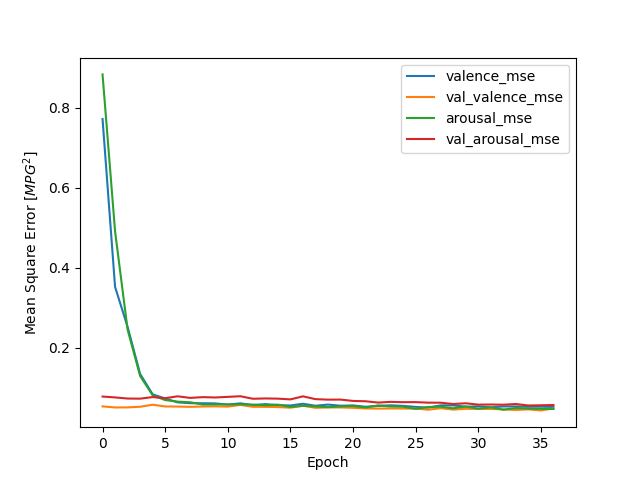 valence_mse
val_valence_mse
arousal_mse
val_arousal_mse
Mean Square Error [MPG²]
0.8
0.6
0.4
0.2
0 5 10 15 20 25 30 35
Epoch